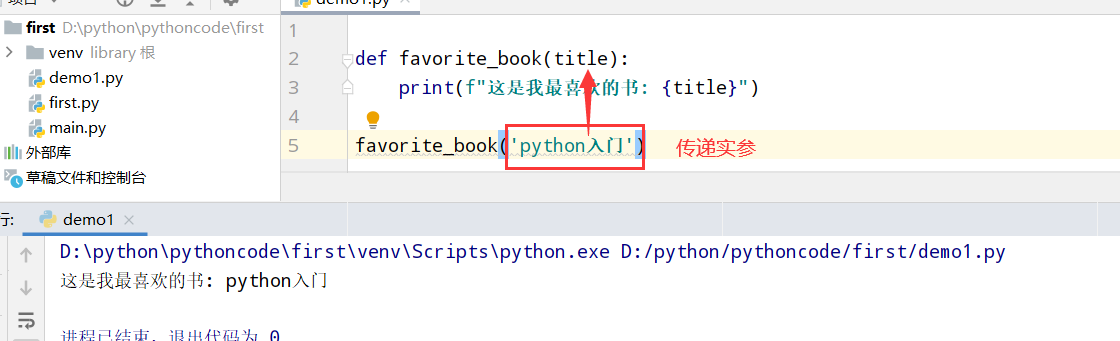 demo1.py
first D:\python\pythoncode\first
venv library 根
demo1.py
first.py
main.py
外部库
草稿文件和控制台
1
2 def favorite_book(title):
3 print(f"这是我最喜欢的书: {title}")
4
5 favorite_book('python入门') 传递实参
行: demo1
D:\python\pythoncode\first\venv\Scripts\python.exe D:/python/pythoncode/first/demo1.py
这是我最喜欢的书: python入门
进程已结束，退出代码为 0